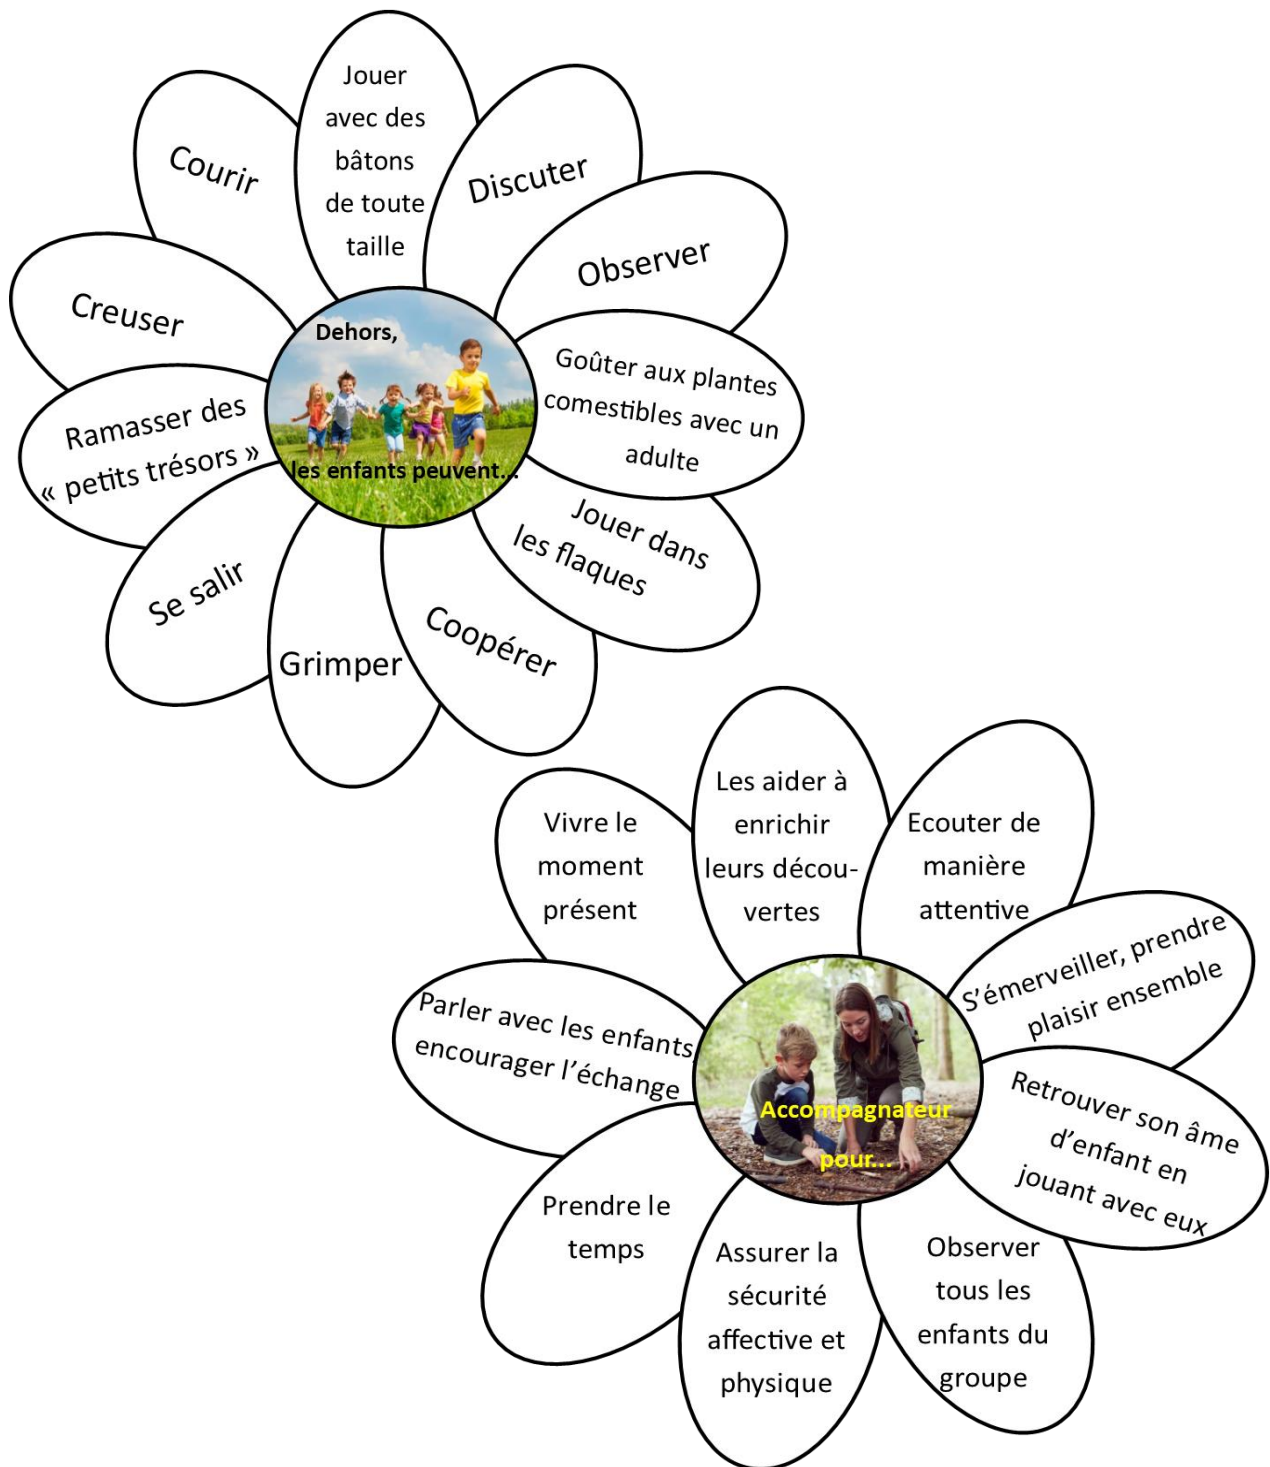 Dehors,
les enfants peuvent...
Jouer
avec des
bâtons
de toute
taille
Discuter
Observer
Goûter aux plantes
comestibles avec un
adulte
Jouer dans
les flaques
Coopérer
Grimper
Se salir
Ramasser des
« petits trésors »
Creuser
Courir
Accompagnateur
pour...
Les aider à
enrichir
leurs décou-
vertes
Ecouter de
manière
attentive
S'émerveiller, prendre
plaisir ensemble
Retrouver son âme
d'enfant en
jouant avec eux
Observer
tous les
enfants du
groupe
Assurer la
sécurité
affective et
physique
Prendre le
temps
Parler avec les enfants
encourager l'échange
Vivre le
moment
présent